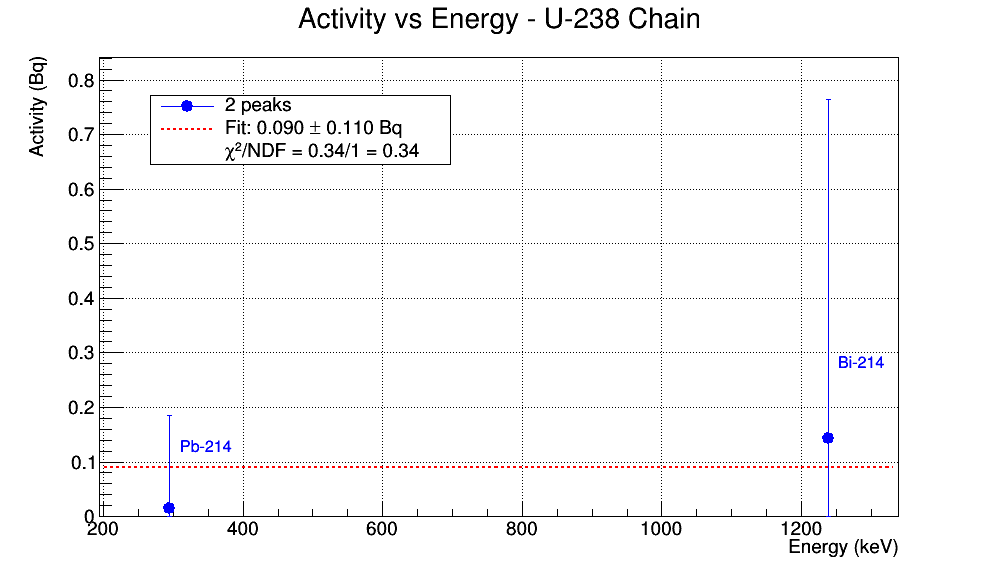 Activity vs Energy - U-238 Chain
Activity (Bq)
0.8
0.7
0.6
0.5
0.4
0.3
0.2
0.1
0
2 peaks
Fit: 0.090 ± 0.110 Bq
χ²/NDF = 0.34/1 = 0.34
Pb-214
Bi-214
200 400 600 800 1000 1200
Energy (keV)